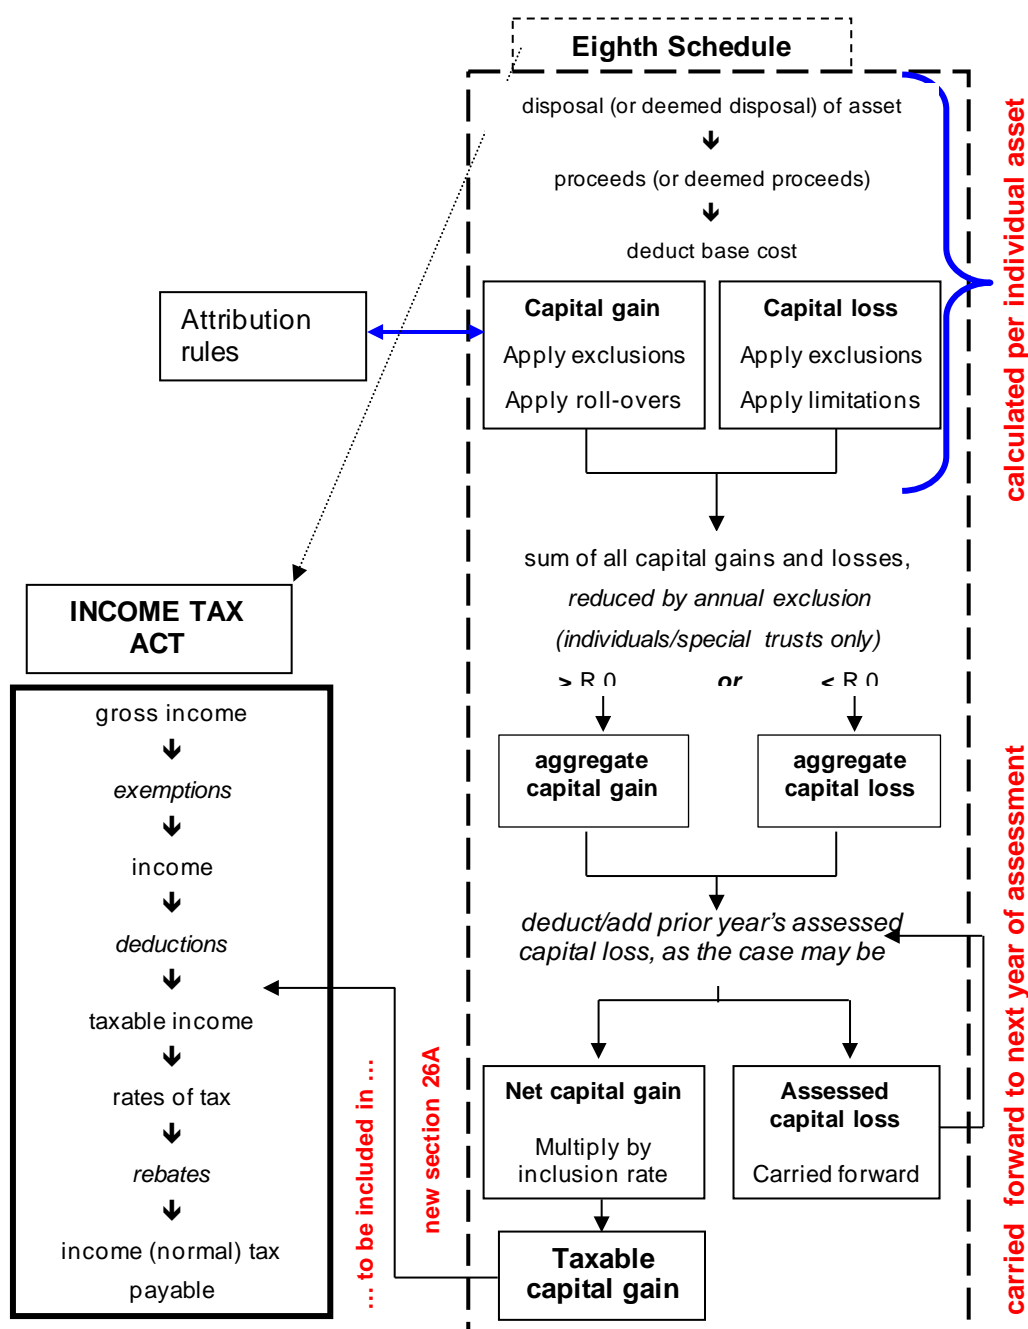 Eighth Schedule
disposal (or deemed disposal) of asset
proceeds (or deemed proceeds)
deduct base cost
calculated per individual asset
Attribution
rules
Capital gain
Apply exclusions
Apply roll-overs
Capital loss
Apply exclusions
Apply limitations
sum of all capital gains and losses,
reduced by annual exclusion
(individuals/special trusts only)
> R 0 or < R 0
aggregate
capital gain
aggregate
capital loss
deduct/add prior year's assessed
capital loss, as the case may be
Net capital gain
Multiply by
inclusion rate
Assessed
capital loss
Carried forward
Taxable
capital gain
carried forward to next year of assessment
INCOME TAX
ACT
gross income
exemptions
income
deductions
taxable income
rates of tax
rebates
income (normal) tax
payable
... to be included in ...
new section 26A